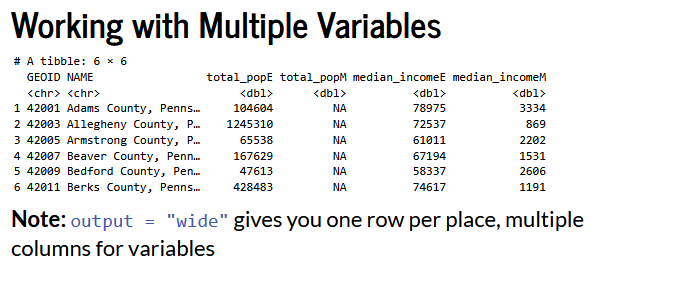 Working with Multiple Variables
# A tibble: 6 × 6
GEOID NAME total_popE total_popM median_incomeE median_incomeM
<chr> <chr> <dbl> <dbl> <dbl> <dbl>
1 42001 Adams County, Penns… 104604 NA 78975 3334
2 42003 Allegheny County, P… 1245310 NA 72537 869
3 42005 Armstrong County, P… 65538 NA 61011 2202
4 42007 Beaver County, Penn… 167629 NA 67194 1531
5 42009 Bedford County, Pen… 47613 NA 58337 2606
6 42011 Berks County, Penns… 428483 NA 74617 1191
Note: output = "wide" gives you one row per place, multiple
columns for variables